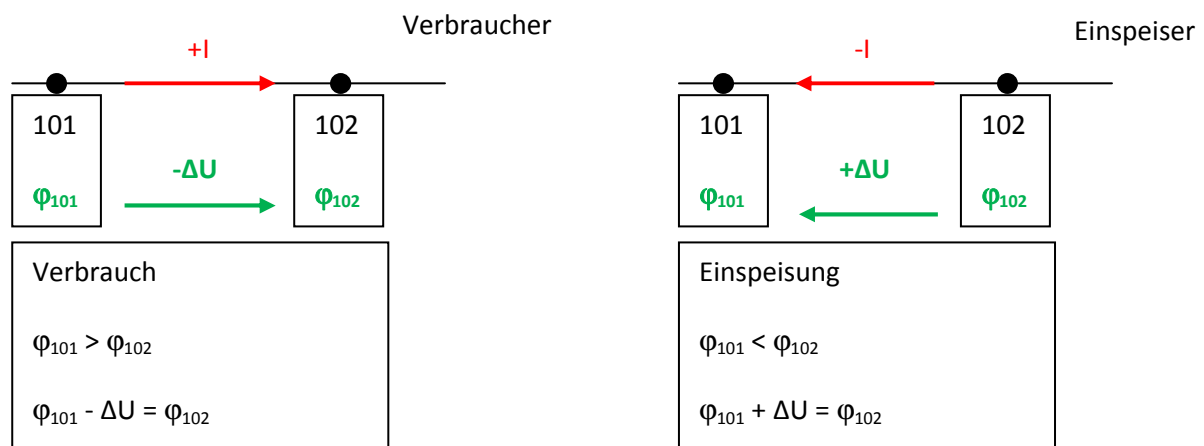 Verbraucher
+I
101
102
-ΔU
φ₁₀₁
φ₁₀₂
Verbrauch
φ₁₀₁ > φ₁₀₂
φ₁₀₁ - ΔU = φ₁₀₂
Einspeiser
-I
101
102
+ΔU
φ₁₀₁
φ₁₀₂
Einspeisung
φ₁₀₁ < φ₁₀₂
φ₁₀₁ + ΔU = φ₁₀₂